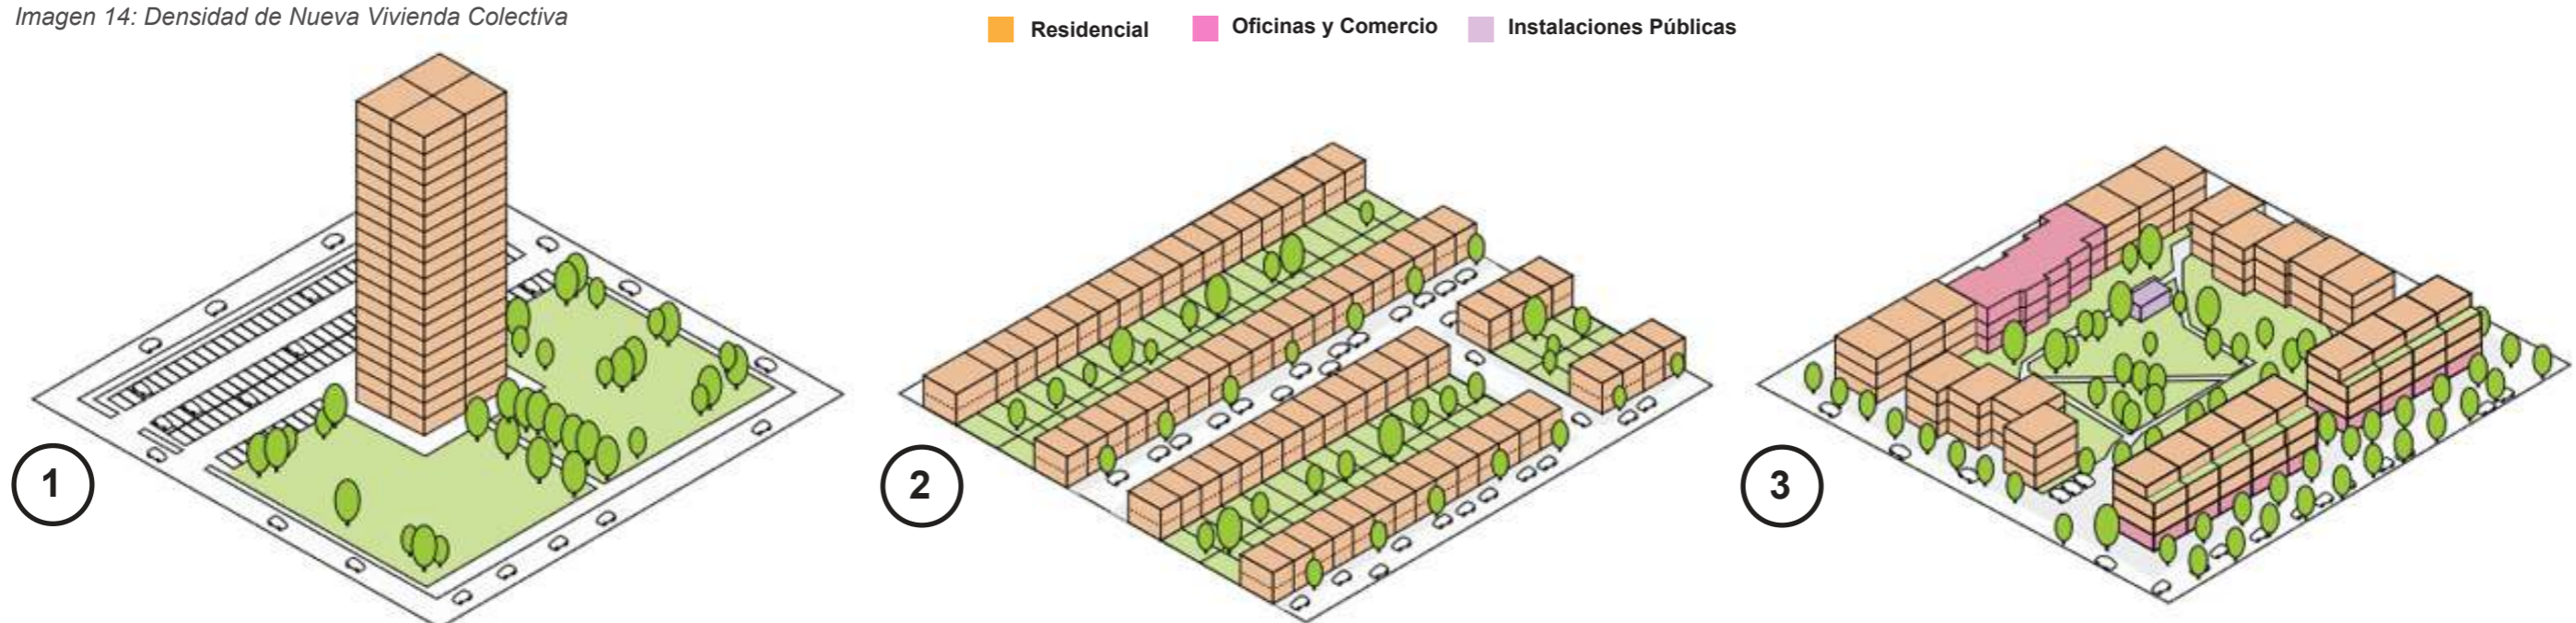 Imagen 14: Densidad de Nueva Vivienda Colectiva
Residencial
Oficinas y Comercio
Instalaciones Públicas
1
2
3